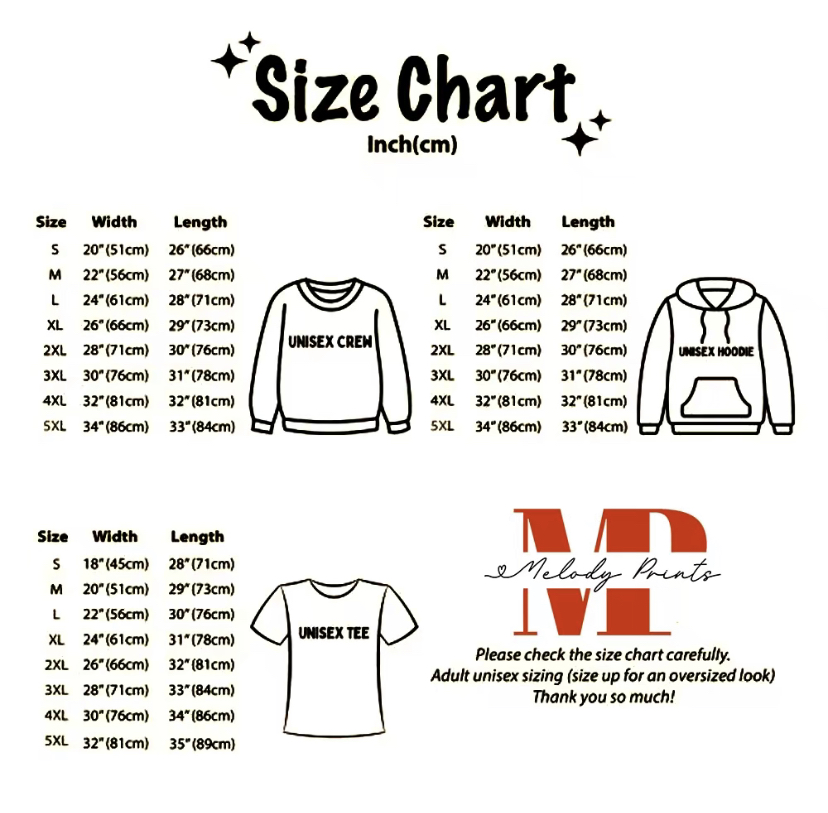 Size Chart
Inch(cm)
Size Width Length
S 20"(51cm) 26"(66cm)
M 22"(56cm) 27"(68cm)
L 24"(61cm) 28"(71cm)
XL 26"(66cm) 29"(73cm)
2XL 28"(71cm) 30"(76cm)
3XL 30"(76cm) 31"(78cm)
4XL 32"(81cm) 32"(81cm)
5XL 34"(86cm) 33"(84cm)
UNISEX CREW
Size Width Length
S 20"(51cm) 26"(66cm)
M 22"(56cm) 27"(68cm)
L 24"(61cm) 28"(71cm)
XL 26"(66cm) 29"(73cm)
2XL 28"(71cm) 30"(76cm)
3XL 30"(76cm) 31"(78cm)
4XL 32"(81cm) 32"(81cm)
5XL 34"(86cm) 33"(84cm)
UNISEX HOODIE
Size Width Length
S 18"(45cm) 28"(71cm)
M 20"(51cm) 29"(73cm)
L 22"(56cm) 30"(76cm)
XL 24"(61cm) 31"(78cm)
2XL 26"(66cm) 32"(81cm)
3XL 28"(71cm) 33"(84cm)
4XL 30"(76cm) 34"(86cm)
5XL 32"(81cm) 35"(89cm)
UNISEX TEE
MP
Melody Prints
Please check the size chart carefully.
Adult unisex sizing (size up for an oversized look)
Thank you so much!